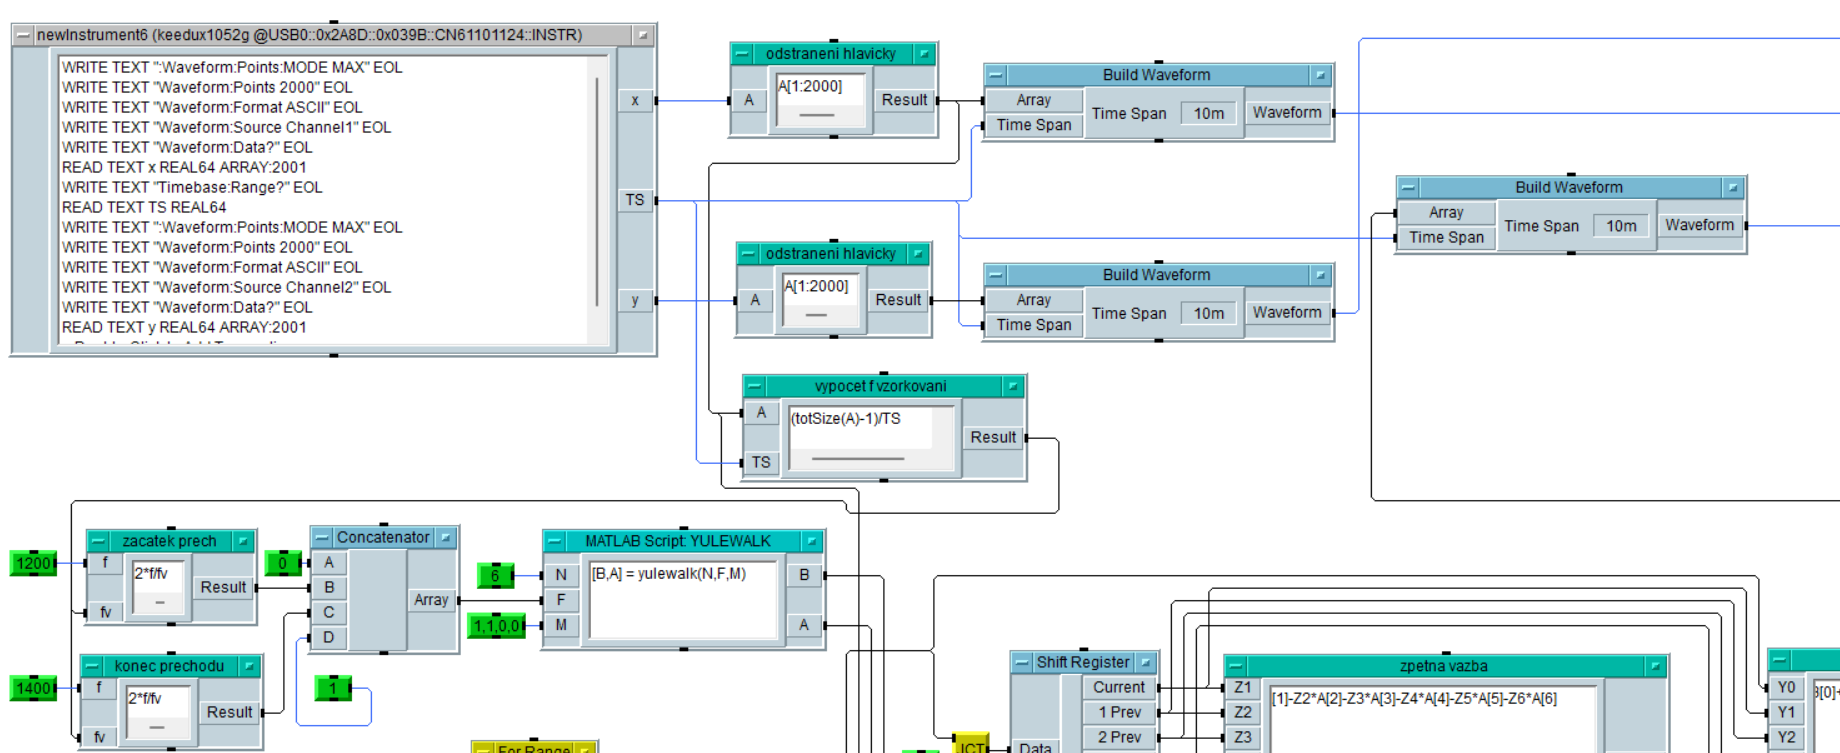 newInstrument6 (keedux1052g @USB0::0x2A8D::0x039B::CN61101124::INSTR)
WRITE TEXT ":Waveform:Points:MODE MAX" EOL
WRITE TEXT "Waveform:Points 2000" EOL
WRITE TEXT "Waveform:Format ASCII" EOL
WRITE TEXT "Waveform:Source Channel1" EOL
WRITE TEXT "Waveform:Data?" EOL
READ TEXT x REAL64 ARRAY:2001
WRITE TEXT "Timebase:Range?" EOL
READ TEXT TS REAL64
WRITE TEXT ":Waveform:Points:MODE MAX" EOL
WRITE TEXT "Waveform:Points 2000" EOL
WRITE TEXT "Waveform:Format ASCII" EOL
WRITE TEXT "Waveform:Source Channel2" EOL
WRITE TEXT "Waveform:Data?" EOL
READ TEXT y REAL64 ARRAY:2001
x
TS
y
odstraneni hlavicky
A
A[1:2000]
Result
Build Waveform
Array
Time Span
Time Span 10m
Waveform
Build Waveform
Array
Time Span
Time Span 10m
Waveform
odstraneni hlavicky
A
A[1:2000]
Result
Build Waveform
Array
Time Span
Time Span 10m
Waveform
vypocet f vzorkovani
A
TS
(totSize(A)-1)/TS
Result
1200
zacatek prech
f
fv
2*f/fv
Result
1400
konec prechodu
f
fv
2*f/fv
Result
0
1
Concatenator
A
B
C
D
Array
6
1,1,0,0
MATLAB Script: YULEWALK
N
F
M
[B,A] = yulewalk(N,F,M)
B
A
For Range
JCT
Shift Register
Data
Current
1 Prev
2 Prev
zpetna vazba
Z1
Z2
Z3
[1]-Z2*A[2]-Z3*A[3]-Z4*A[4]-Z5*A[5]-Z6*A[6]
Y0
Y1
Y2